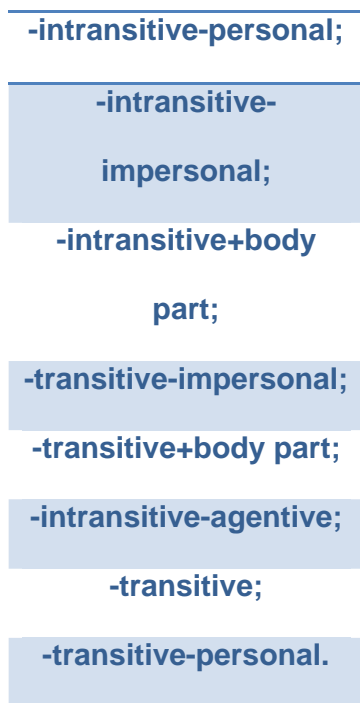 -intransitive-personal;
-intransitive-
impersonal;
-intransitive+body
part;
-transitive-impersonal;
-transitive+body part;
-intransitive-agentive;
-transitive;
-transitive-personal.